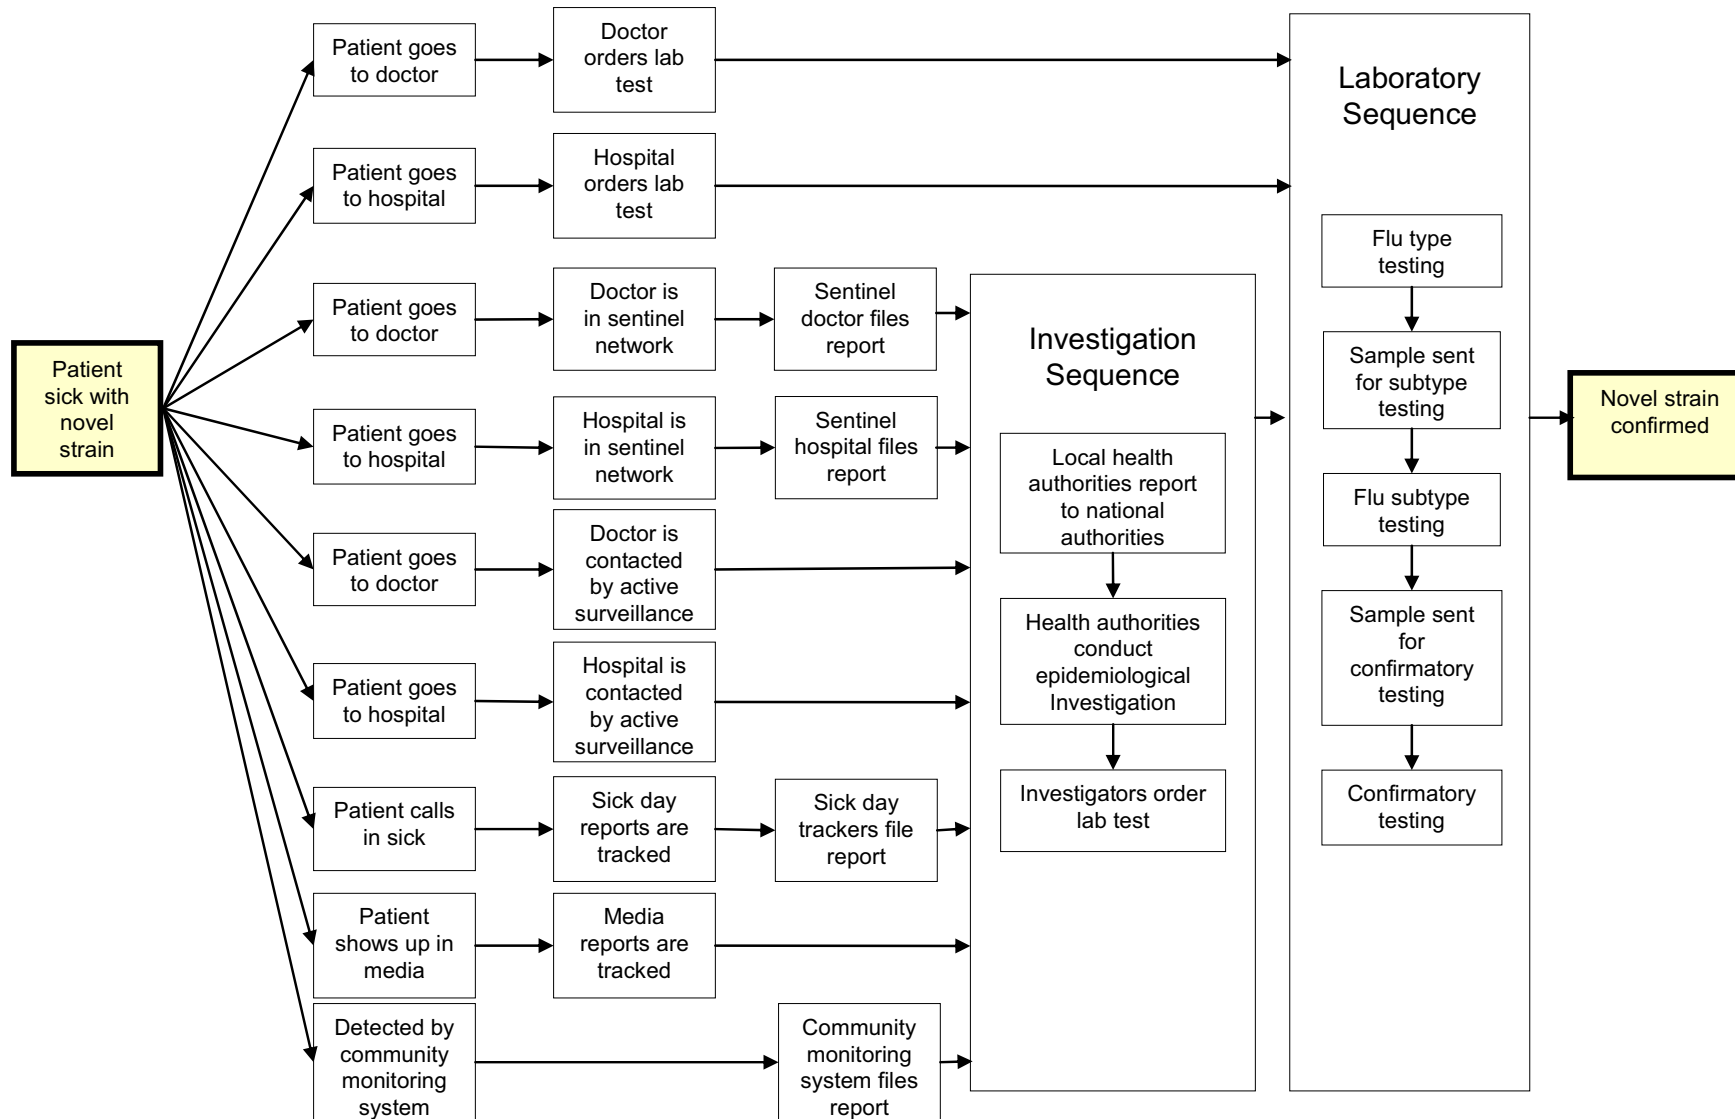 Patient
sick with
novel
strain
Patient goes
to doctor
Doctor
orders lab
test
Patient goes
to hospital
Hospital
orders lab
test
Patient goes
to doctor
Doctor is
in sentinel
network
Sentinel
doctor files
report
Patient goes
to hospital
Hospital is
in sentinel
network
Sentinel
hospital files
report
Patient goes
to doctor
Doctor is
contacted
by active
surveillance
Patient goes
to hospital
Hospital is
contacted
by active
surveillance
Patient calls
in sick
Sick day
reports are
tracked
Sick day
trackers file
report
Patient
shows up in
media
Media
reports are
tracked
Detected by
community
monitoring
system
Community
monitoring
system files
report
Investigation
Sequence
Local health
authorities report
to national
authorities
Health authorities
conduct
epidemiological
Investigation
Investigators order
lab test
Laboratory
Sequence
Flu type
testing
Sample sent
for subtype
testing
Flu subtype
testing
Sample sent
for
confirmatory
testing
Confirmatory
testing
Novel strain
confirmed